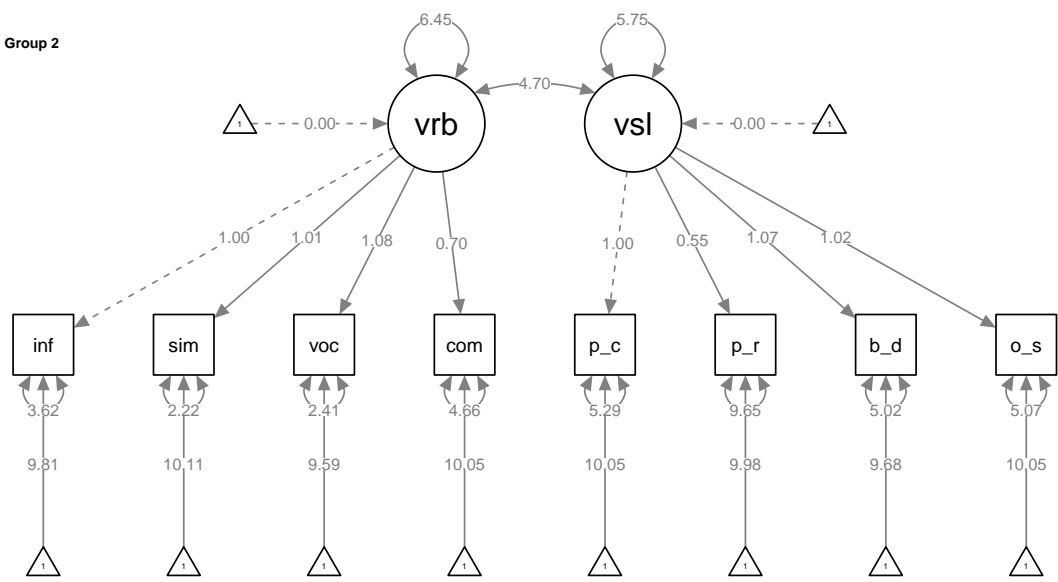 6.45 5.75
Group 2
4.70
vrb vsl
1 0.00 0.00 1
1.00 1.01 1.08 0.70 1.00 0.55 1.07 1.02
inf sim voc com p_c p_r b_d o_s
3.62 2.22 2.41 4.66 5.29 9.65 5.02 5.07
9.81 10.11 9.59 10.05 10.05 9.98 9.68 10.05
1 1 1 1 1 1 1 1